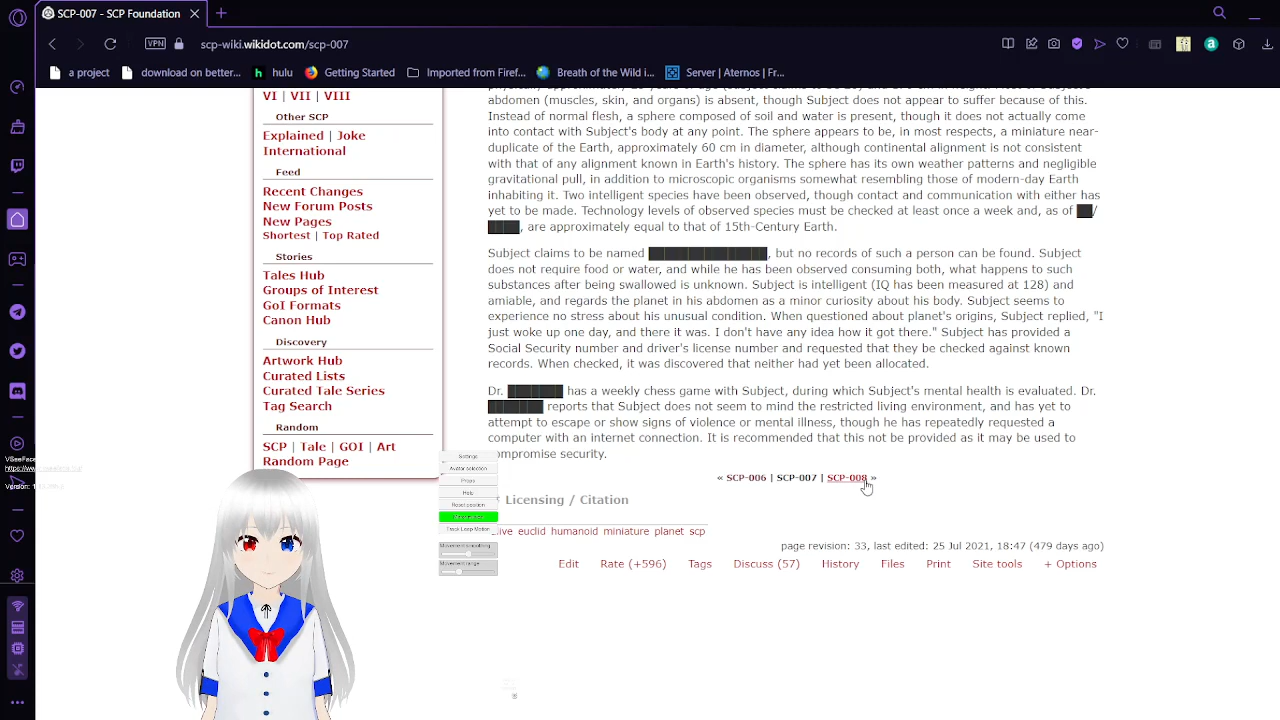 SCP-007 - SCP Foundation
VPN
scp-wiki.wikidot.com/scp-007
a project
download on better...
hulu
Getting Started
Imported from Firef...
Breath of the Wild i...
Server | Aternos | Fr...
VI | VII | VIII
Other SCP
Explained | Joke
International
Feed
Recent Changes
New Forum Posts
New Pages
Shortest | Top Rated
Stories
Tales Hub
Groups of Interest
GoI Formats
Canon Hub
Discovery
Artwork Hub
Curated Lists
Curated Tale Series
Tag Search
Random
SCP | Tale | GOI | Art
Random Page
abdomen (muscles, skin, and organs) is absent, though Subject does not appear to suffer because of this.
Instead of normal flesh, a sphere composed of soil and water is present, though it does not actually come
into contact with Subject's body at any point. The sphere appears to be, in most respects, a miniature near-
duplicate of the Earth, approximately 60 cm in diameter, although continental alignment is not consistent
with that of any alignment known in Earth's history. The sphere has its own weather patterns and negligible
gravitational pull, in addition to microscopic organisms somewhat resembling those of modern-day Earth
inhabiting it. Two intelligent species have been observed, though contact and communication with either has
yet to be made. Technology levels of observed species must be checked at least once a week and, as of ██/
████, are approximately equal to that of 15th-Century Earth.
Subject claims to be named ███████████████, but no records of such a person can be found. Subject
does not require food or water, and while he has been observed consuming both, what happens to such
substances after being swallowed is unknown. Subject is intelligent (IQ has been measured at 128) and
amiable, and regards the planet in his abdomen as a minor curiosity about his body. Subject seems to
experience no stress about his unusual condition. When questioned about planet's origins, Subject replied, "I
just woke up one day, and there it was. I don't have any idea how it got there." Subject has provided a
Social Security number and driver's license number and requested that they be checked against known
records. When checked, it was discovered that neither had yet been allocated.
Dr. ███████ has a weekly chess game with Subject, during which Subject's mental health is evaluated. Dr.
███████ reports that Subject does not seem to mind the restricted living environment, and has yet to
attempt to escape or show signs of violence or mental illness, though he has repeatedly requested a
computer with an internet connection. It is recommended that this not be provided as it may be used to
compromise security.
« SCP-006 | SCP-007 | SCP-008 »
Licensing / Citation
euclid humanoid miniature planet scp
page revision: 33, last edited: 25 Jul 2021, 18:47 (479 days ago)
Edit
Rate (+596)
Tags
Discuss (57)
History
Files
Print
Site tools
+ Options
VSeeFace
Version: 1
Settings
Avatar selection
Help
Reset position
Track Leap Motion
Movement smoothing
Movement range